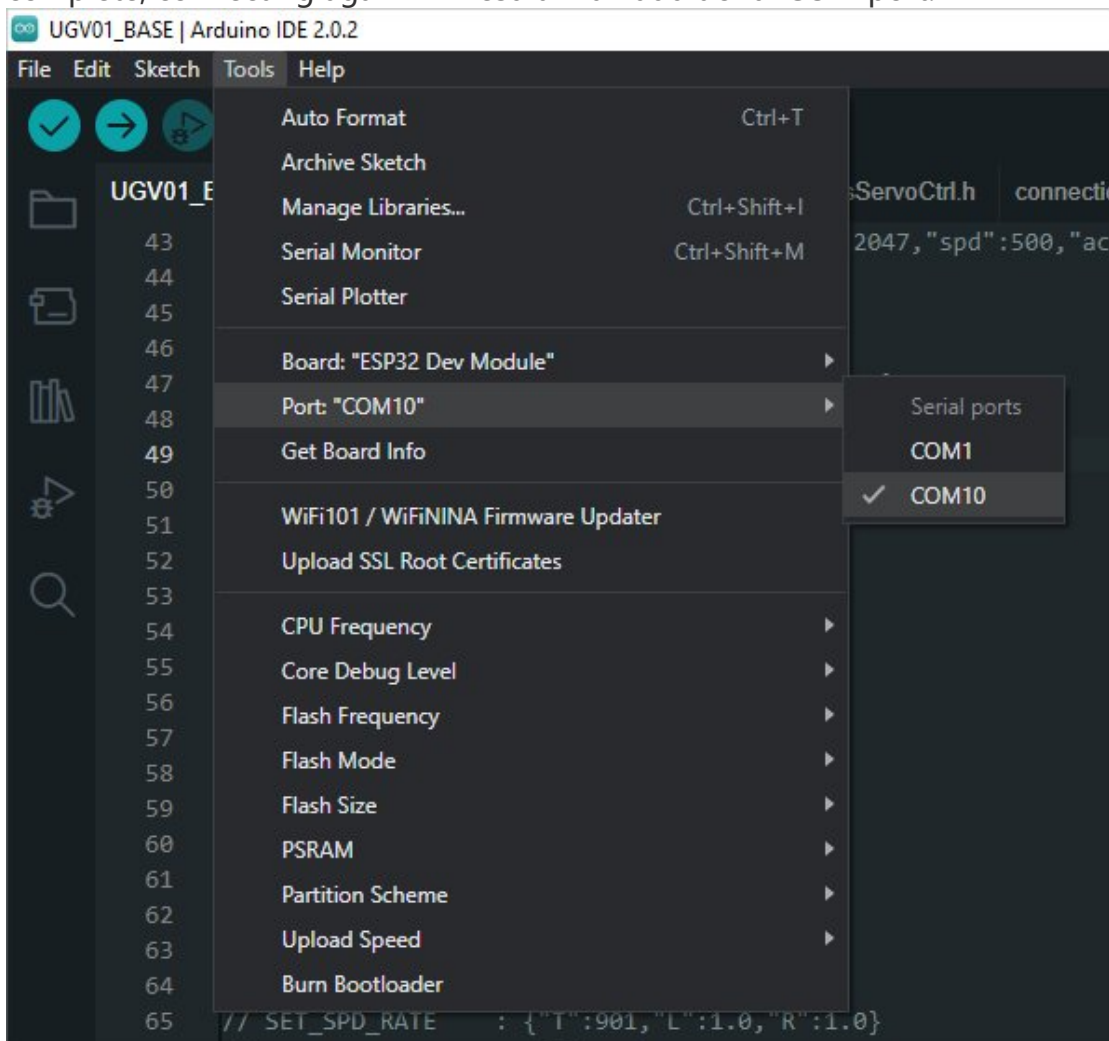 UGV01_BASE | Arduino IDE 2.0.2
File Edit Sketch Tools Help
Auto Format Ctrl+T
Archive Sketch
UGV01_B
Manage Libraries... Ctrl+Shift+I
sServoCtrl.h connecti
43
Serial Monitor Ctrl+Shift+M
2047,"spd":500,"ac
44
Serial Plotter
45
46
Board: "ESP32 Dev Module"
47
Port: "COM10"
Serial ports
48
49
Get Board Info
COM1
50
COM10
51
WiFi101 / WiFiNINA Firmware Updater
52
Upload SSL Root Certificates
53
54
CPU Frequency
55
Core Debug Level
56
Flash Frequency
57
58
Flash Mode
59
Flash Size
60
PSRAM
61
Partition Scheme
62
63
Upload Speed
64
Burn Bootloader
65 // SET_SPD_RATE : {"T":901,"L":1.0,"R":1.0}